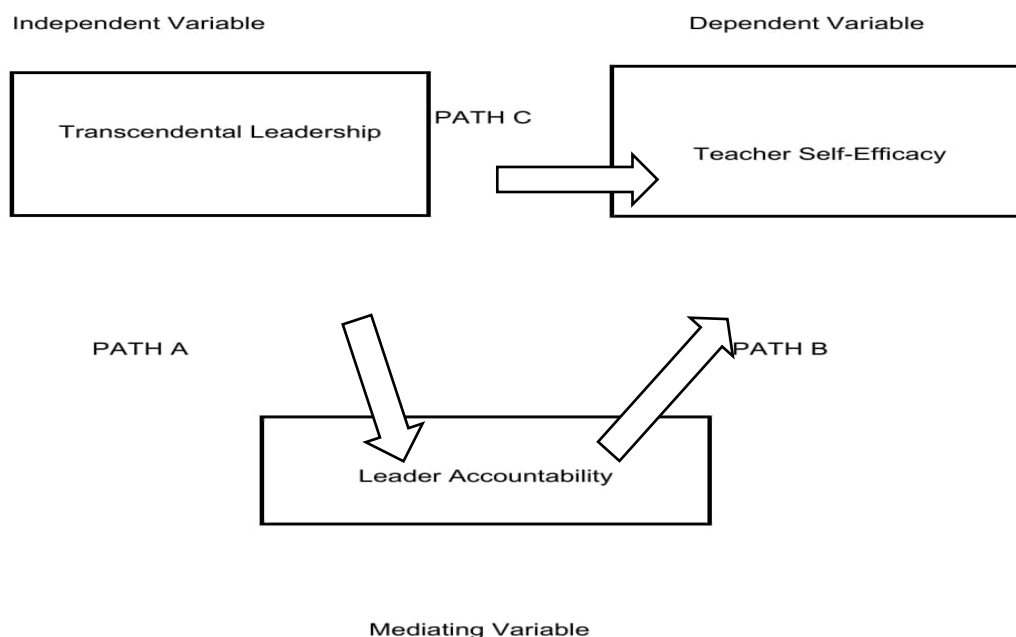 Independent Variable
Dependent Variable
PATH C
Transcendental Leadership
Teacher Self-Efficacy
PATH A
PATH B
Leader Accountability
Mediating Variable